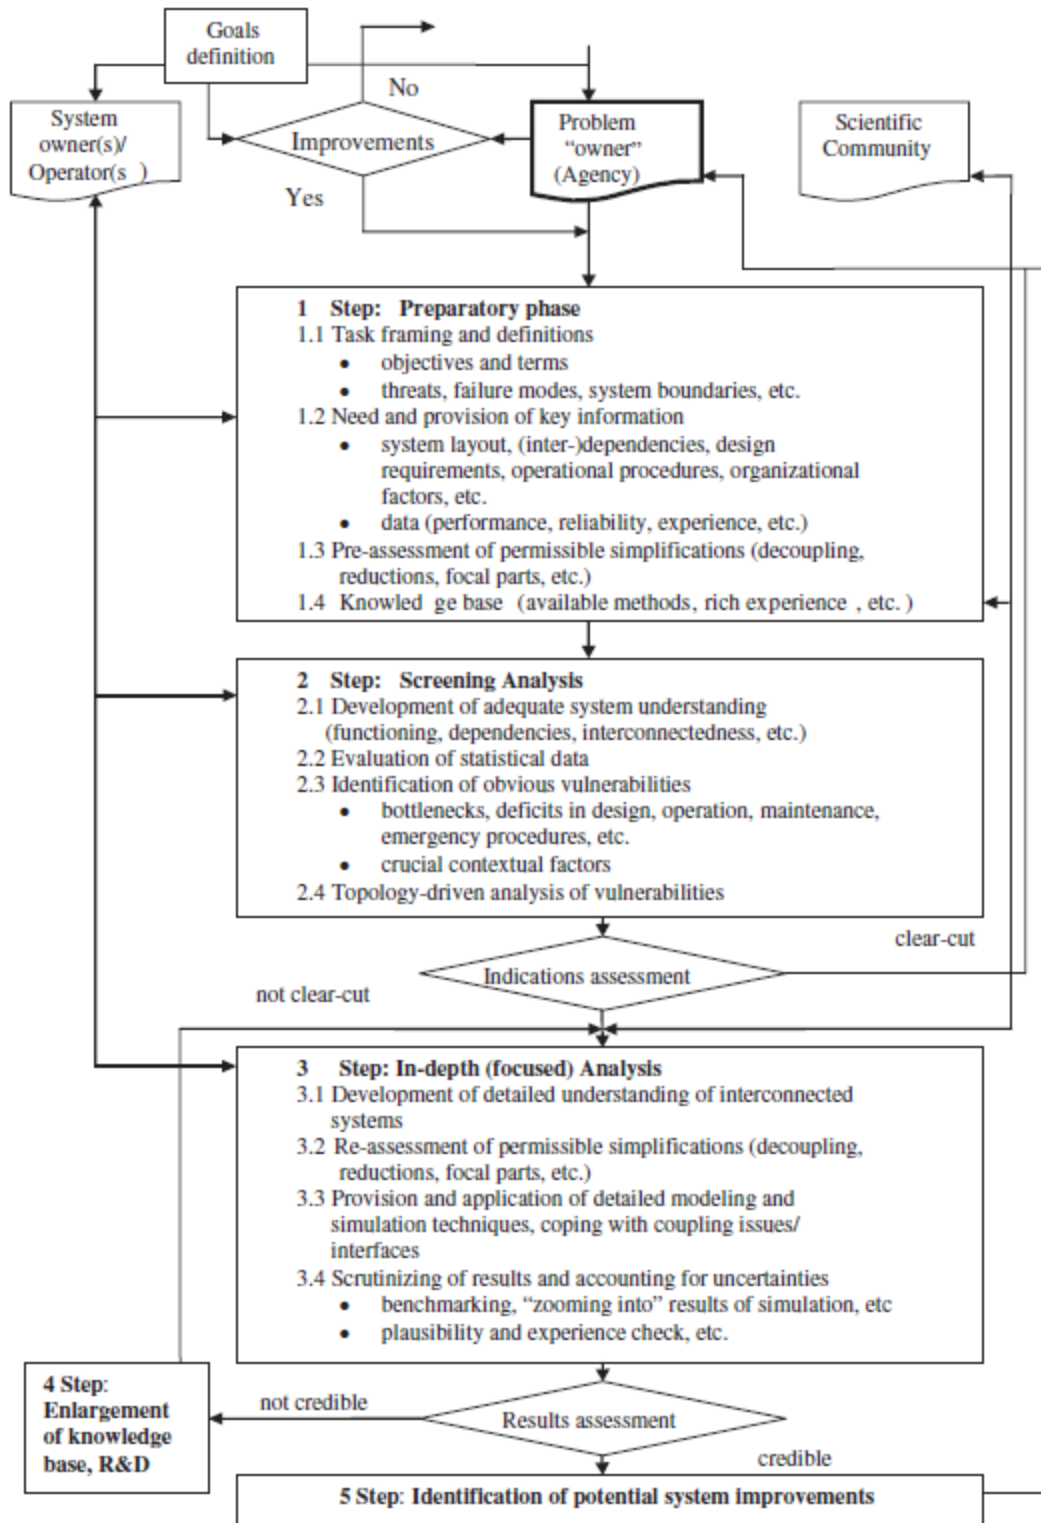 Goals
definition
No
System
owner(s)/
Operator(s )
Improvements
Problem
“owner”
(Agency)
Scientific
Community
Yes
1 Step: Preparatory phase
1.1 Task framing and definitions
• objectives and terms
• threats, failure modes, system boundaries, etc.
1.2 Need and provision of key information
• system layout, (inter-)dependencies, design
requirements, operational procedures, organizational
factors, etc.
• data (performance, reliability, experience, etc.)
1.3 Pre-assessment of permissible simplifications (decoupling,
reductions, focal parts, etc.)
1.4 Knowled ge base (available methods, rich experience , etc. )
2 Step: Screening Analysis
2.1 Development of adequate system understanding
(functioning, dependencies, interconnectedness, etc.)
2.2 Evaluation of statistical data
2.3 Identification of obvious vulnerabilities
• bottlenecks, deficits in design, operation, maintenance,
emergency procedures, etc.
• crucial contextual factors
2.4 Topology-driven analysis of vulnerabilities
clear-cut
Indications assessment
not clear-cut
3 Step: In-depth (focused) Analysis
3.1 Development of detailed understanding of interconnected
systems
3.2 Re-assessment of permissible simplifications (decoupling,
reductions, focal parts, etc.)
3.3 Provision and application of detailed modeling and
simulation techniques, coping with coupling issues/
interfaces
3.4 Scrutinizing of results and accounting for uncertainties
• benchmarking, “zooming into” results of simulation, etc
• plausibility and experience check, etc.
4 Step:
Enlargement
of knowledge
base, R&D
not credible
Results assessment
credible
5 Step: Identification of potential system improvements